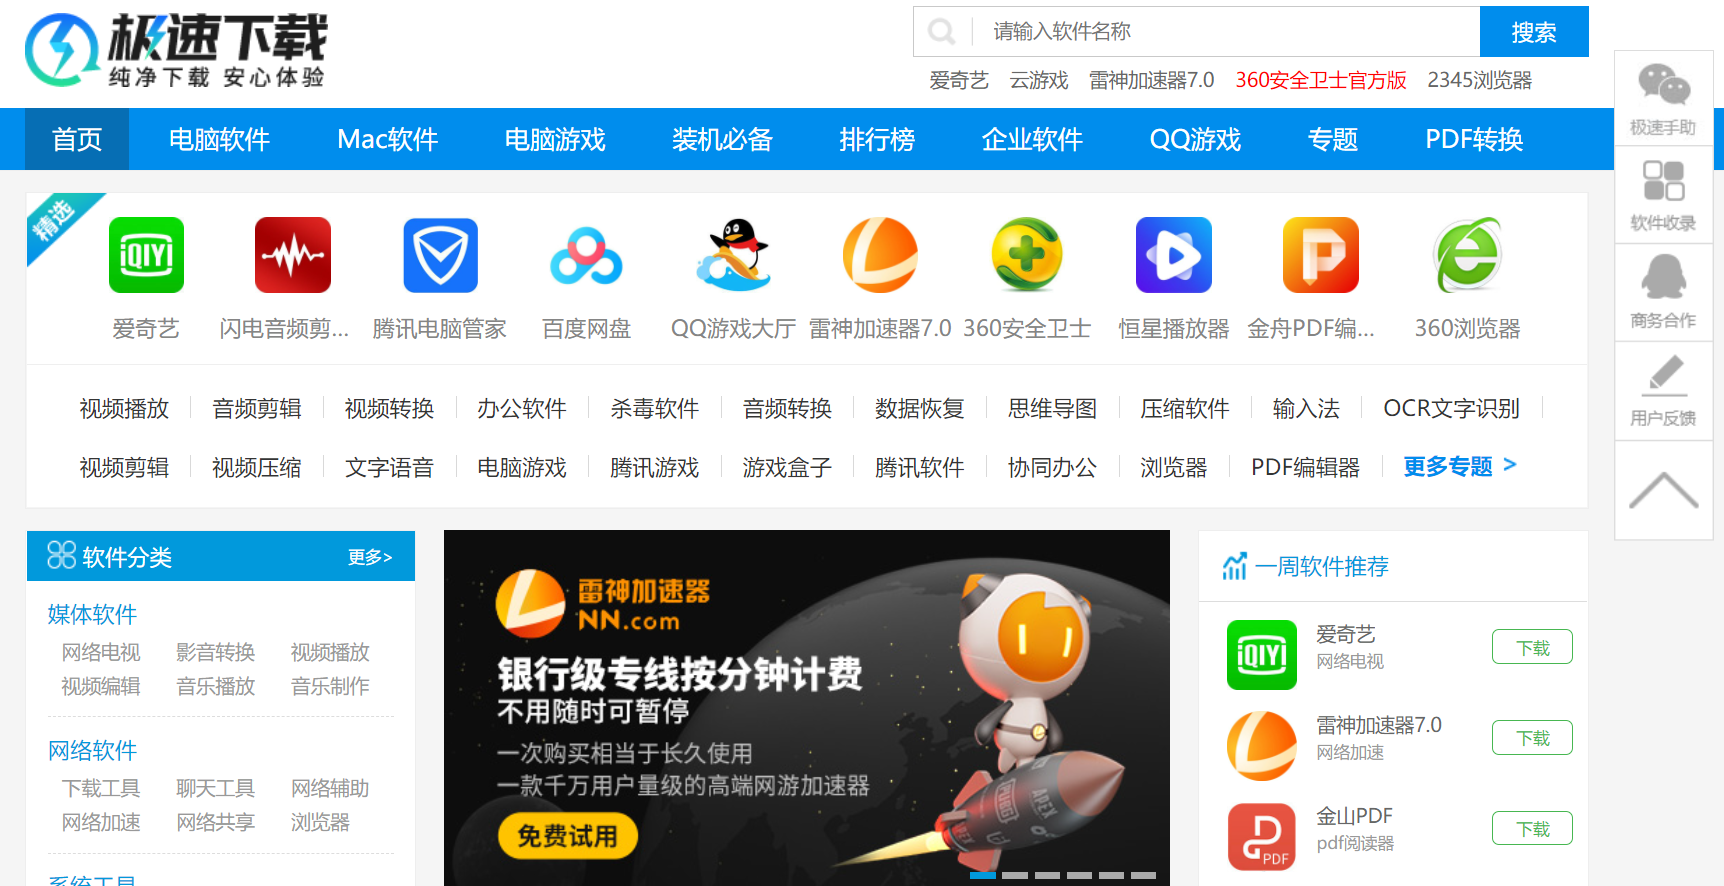 极速下载
纯净下载 安心体验
请输入软件名称
搜索
爱奇艺 云游戏 雷神加速器7.0 360安全卫士官方版 2345浏览器
首页 电脑软件 Mac软件 电脑游戏 装机必备 排行榜 企业软件 QQ游戏 专题 PDF转换
极速手助
软件收录
商务合作
用户反馈
精选
iQIYI
爱奇艺 闪电音频剪... 腾讯电脑管家 百度网盘 QQ游戏大厅 雷神加速器7.0 360安全卫士 恒星播放器 金舟PDF编... 360浏览器
视频播放 音频剪辑 视频转换 办公软件 杀毒软件 音频转换 数据恢复 思维导图 压缩软件 输入法 OCR文字识别
视频剪辑 视频压缩 文字语音 电脑游戏 腾讯游戏 游戏盒子 腾讯软件 协同办公 浏览器 PDF编辑器 更多专题 >
软件分类 更多>
媒体软件
网络电视 影音转换 视频播放
视频编辑 音乐播放 音乐制作
网络软件
下载工具 聊天工具 网络辅助
网络加速 网络共享 浏览器
系统工具
雷神加速器
NN.com
银行级专线按分钟计费
不用随时可暂停
一次购买相当于长久使用
一款千万用户量级的高端网游加速器
免费试用
PUBG
APEX
一周软件推荐
iQIYI
爱奇艺
网络电视
下载
雷神加速器7.0
网络加速
下载
PDF
金山PDF
pdf阅读器
下载